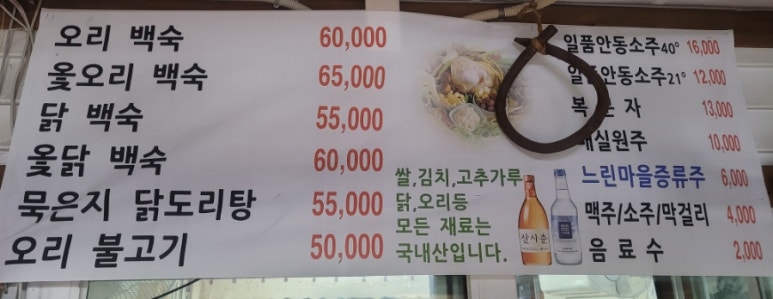 오리 백숙 60,000
옻오리 백숙 65,000
닭 백숙 55,000
옻닭 백숙 60,000
묵은지 닭도리탕 55,000
오리 불고기 50,000
쌀,김치,고추가루
닭,오리등
모든 재료는
국내산입니다.
산사춘
일품안동소주40° 16,000
안동소주21° 12,000
13,000
10,000
느린마을증류주 6,000
맥주/소주/막걸리 4,000
음료수 2,000